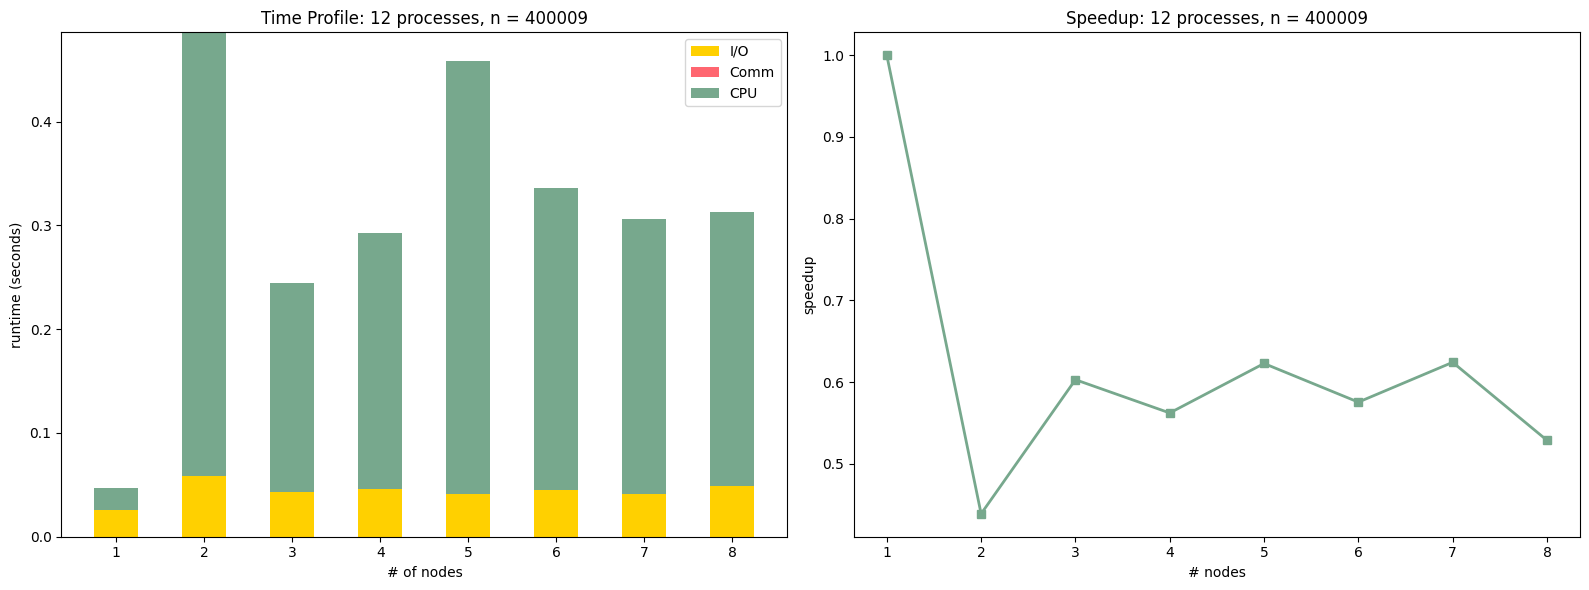 Time Profile: 12 processes, n = 400009
I/O
Comm
CPU
runtime (seconds)
0.4
0.3
0.2
0.1
0.0
1 2 3 4 5 6 7 8
# of nodes
Speedup: 12 processes, n = 400009
speedup
1.0
0.9
0.8
0.7
0.6
0.5
1 2 3 4 5 6 7 8
# nodes